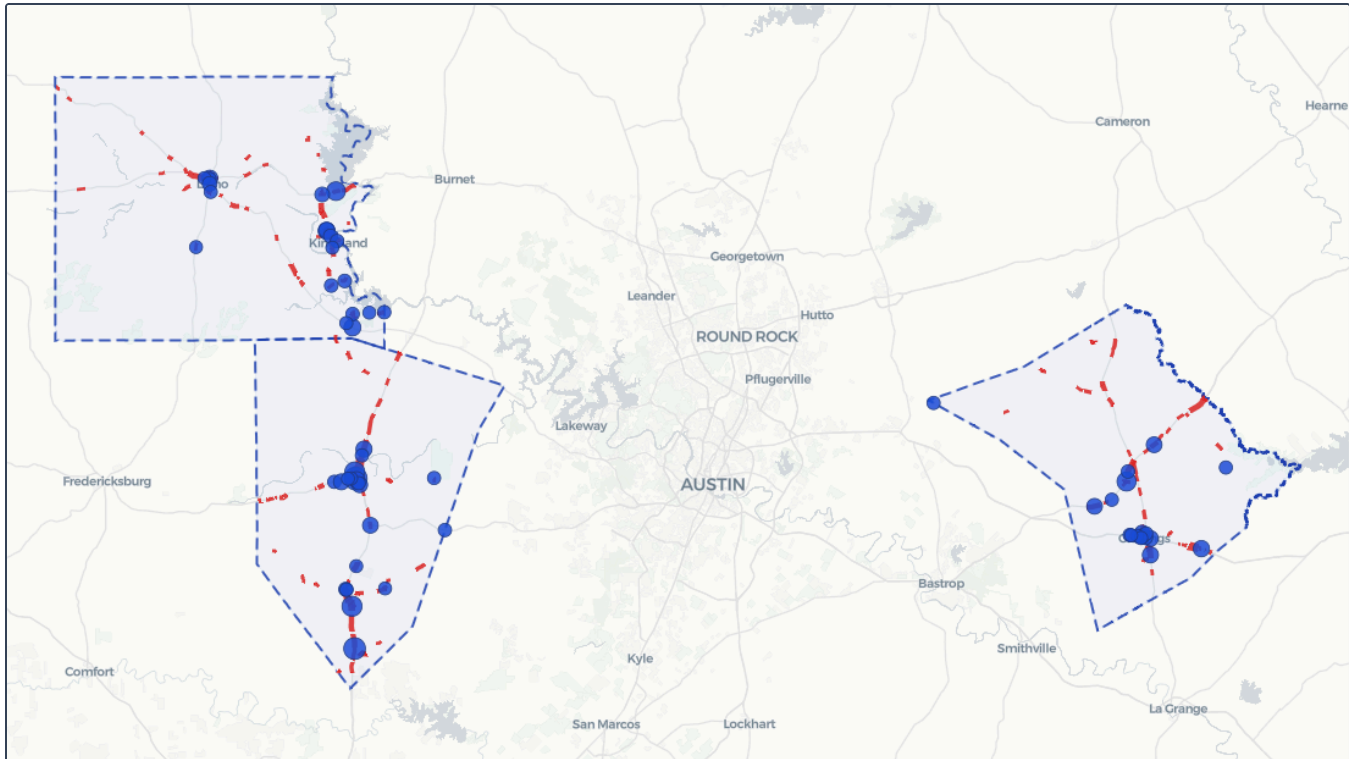 Hearne
Cameron
Burnet
Georgetown
Leander
Hutto
ROUND ROCK
Pflugerville
Lakeway
Fredericksburg
AUSTIN
Bastrop
Smithville
Kyle
Comfort
La Grange
San Marcos
Lockhart